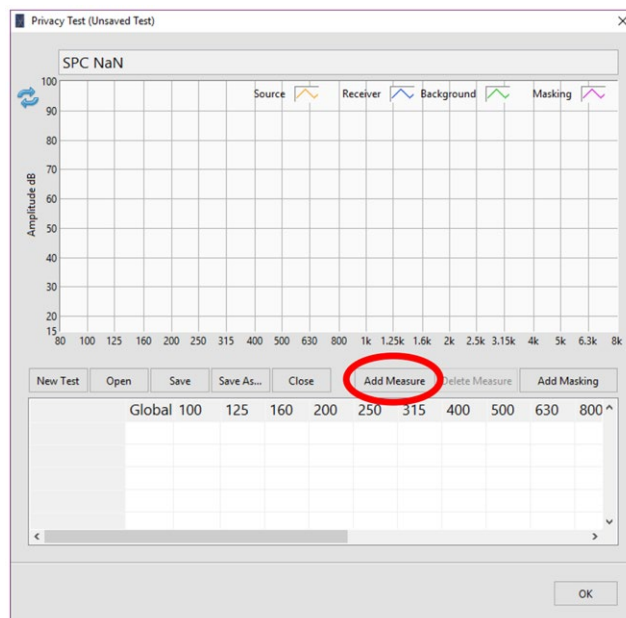 Privacy Test (Unsaved Test)
SPC NaN
Source Receiver Background Masking
Amplitude dB
100
90
80
70
60
50
40
30
20
15
80 100 125 160 200 250 315 400 500 630 800 1k 1.25k 1.6k 2k 2.5k 3.15k 4k 5k 6.3k 8k
New Test Open Save Save As... Close Add Measure Delete Measure Add Masking
Global 100 125 160 200 250 315 400 500 630 800
OK